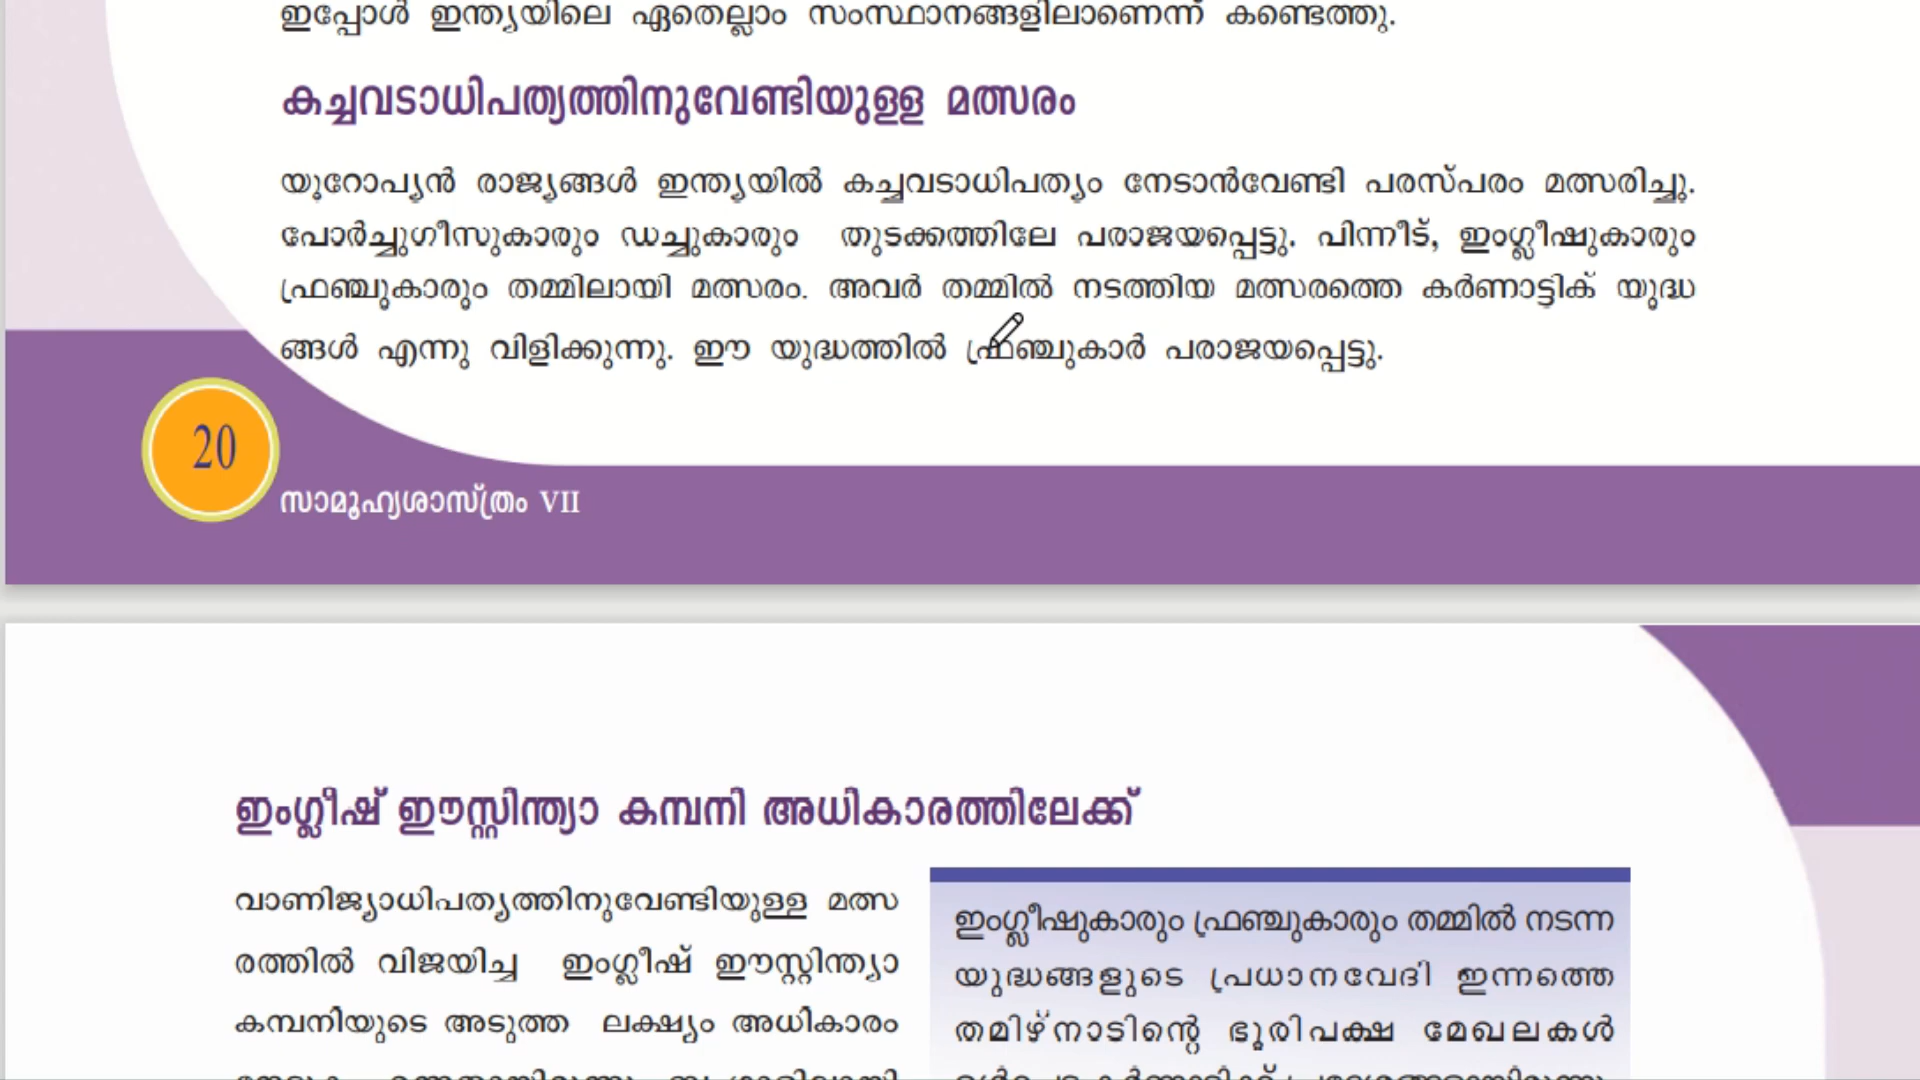 ഇപ്പോൾ ഇന്ത്യയിലെ ഏതെല്ലാം സംസ്ഥാനങ്ങളിലാണെന്ന് കണ്ടെത്തു.
കച്ചവടാധിപത്യത്തിനുവേണ്ടിയുള്ള മത്സരം
യൂറോപ്യൻ രാജ്യങ്ങൾ ഇന്ത്യയിൽ കച്ചവടാധിപത്യം നേടാൻവേണ്ടി പരസ്പരം മത്സരിച്ചു.
പോർച്ചുഗീസുകാരും ഡച്ചുകാരും തുടക്കത്തിലേ പരാജയപ്പെട്ടു. പിന്നീട്, ഇംഗ്ലീഷുകാരും
ഫ്രഞ്ചുകാരും തമ്മിലായി മത്സരം. അവർ തമ്മിൽ നടത്തിയ മത്സരത്തെ കർണാട്ടിക് യുദ്ധ
ങ്ങൾ എന്നു വിളിക്കുന്നു. ഈ യുദ്ധത്തിൽ ഫ്രഞ്ചുകാർ പരാജയപ്പെട്ടു.
20
സാമൂഹ്യശാസ്ത്രം VII
ഇംഗ്ലീഷ് ഈസ്റ്റിന്ത്യാ കമ്പനി അധികാരത്തിലേക്ക്
വാണിജ്യാധിപത്യത്തിനുവേണ്ടിയുള്ള മത്സ
രത്തിൽ വിജയിച്ച ഇംഗ്ലീഷ് ഈസ്റ്റിന്ത്യാ
കമ്പനിയുടെ അടുത്ത ലക്ഷ്യം അധികാരം
ഇംഗ്ലീഷുകാരും ഫ്രഞ്ചുകാരും തമ്മിൽ നടന്ന
യുദ്ധങ്ങളുടെ പ്രധാനവേദി ഇന്നത്തെ
തമിഴ്നാടിന്റെ ഭൂരിപക്ഷ മേഖലകൾ